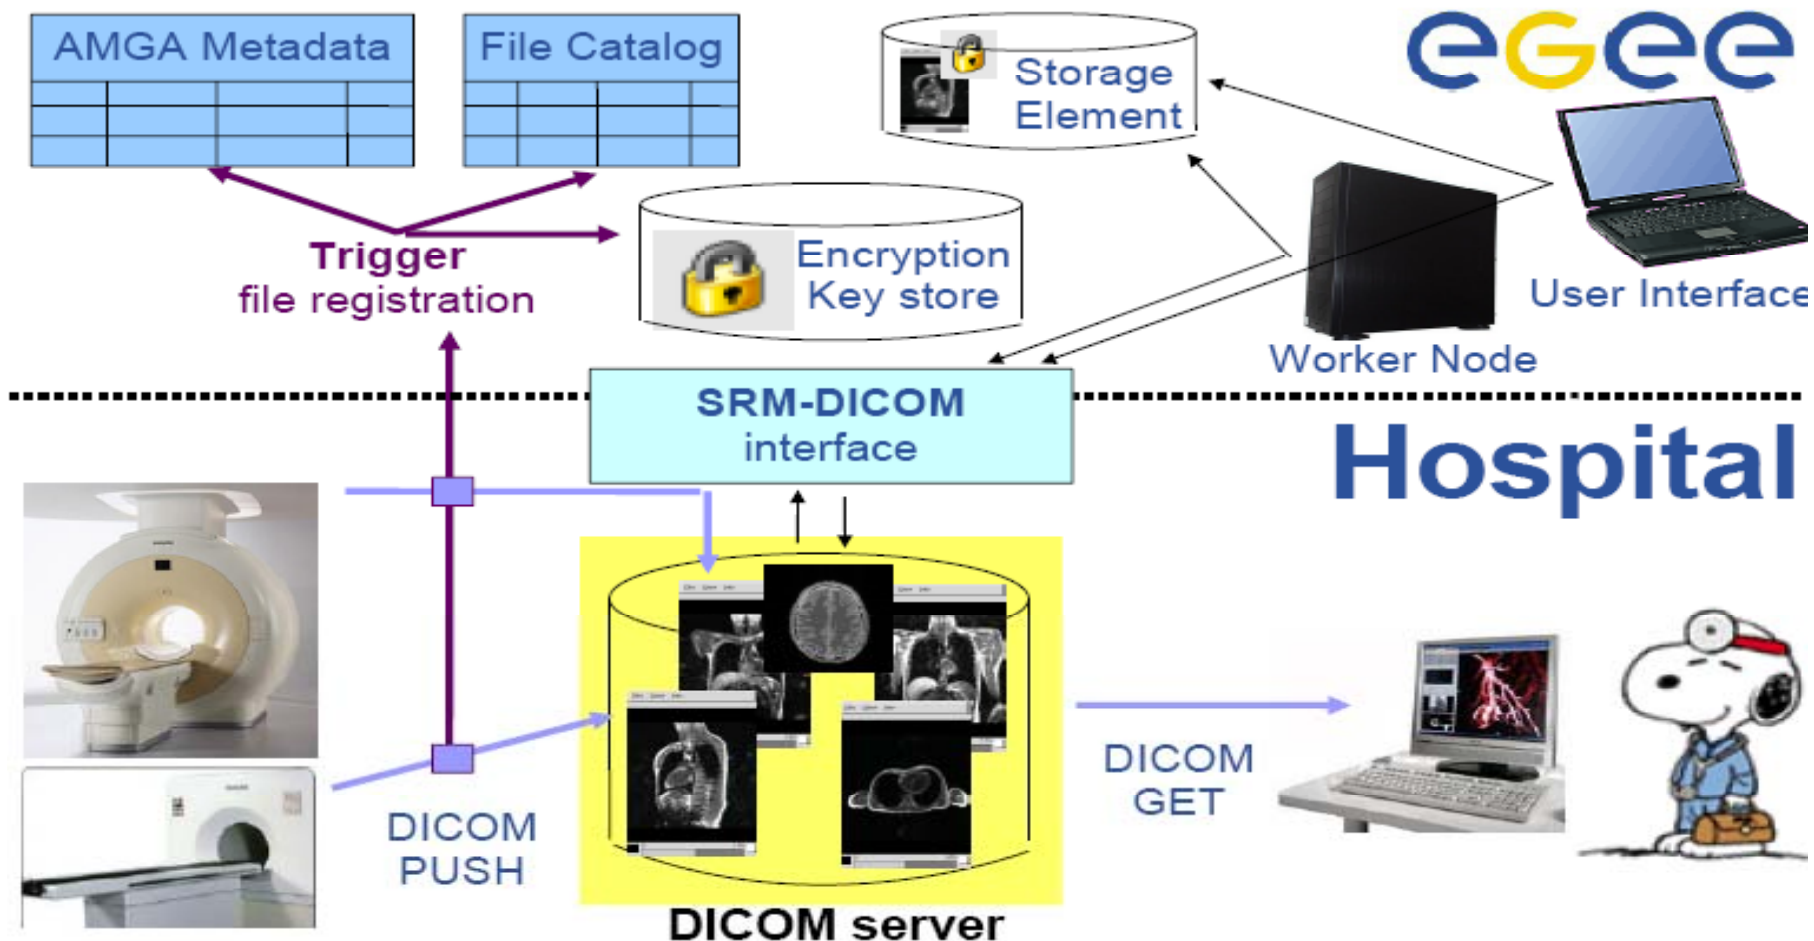 AMGA Metadata
File Catalog
Storage
Element
eGee
Encryption
Key store
Trigger
file registration
User Interface
Worker Node
SRM-DICOM
interface
Hospital
DICOM
PUSH
DICOM
GET
DICOM server